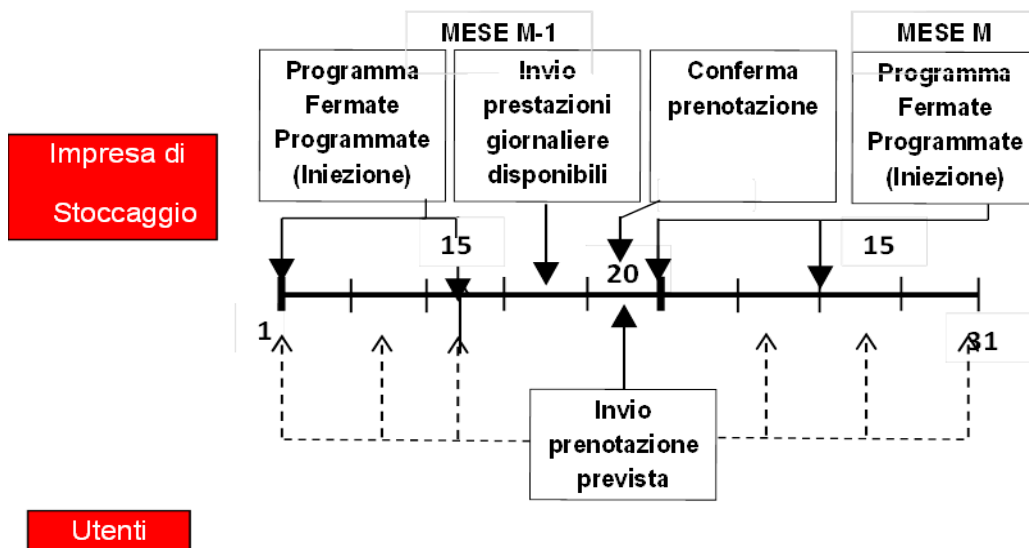 MESE M-1
MESE M
Programma
Fermate
Programmate
(Iniezione)
Invio
prestazioni
giornaliere
disponibili
Conferma
prenotazione
Programma
Fermate
Programmate
(Iniezione)
Impresa di
Stoccaggio
15
20
15
1
31
Invio
prenotazione
prevista
Utenti